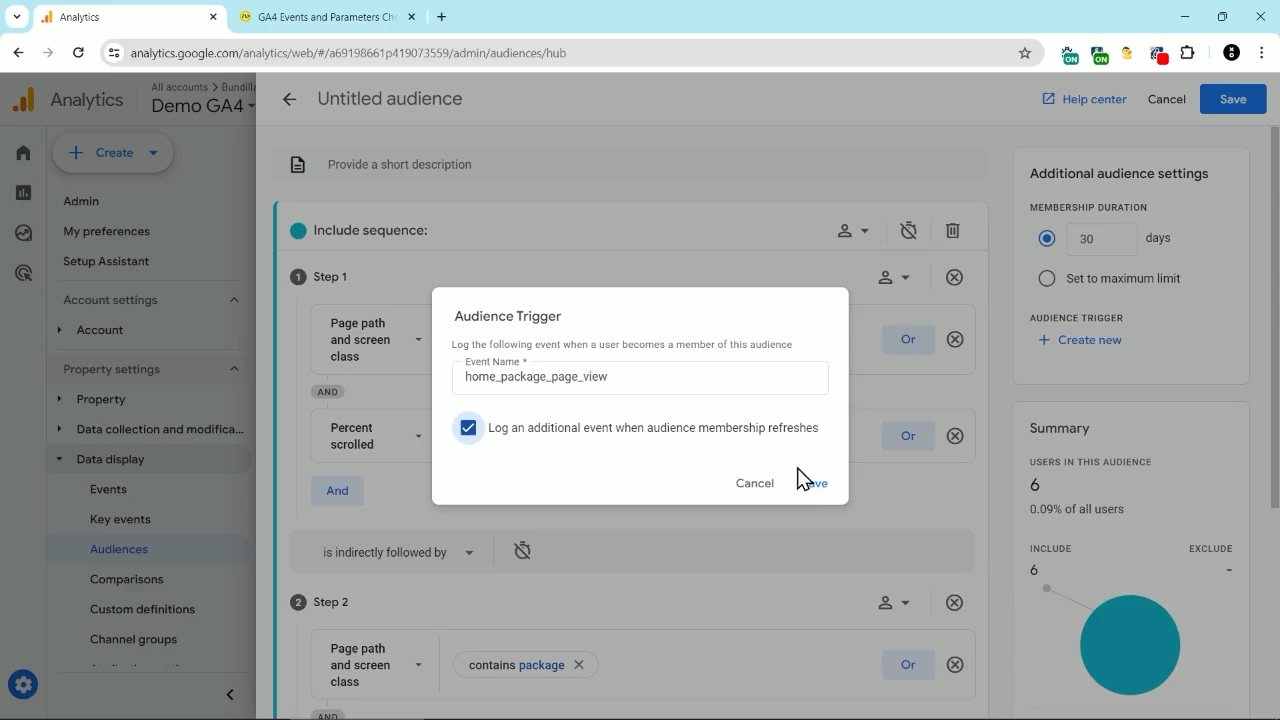 Analytics
GA4 Events and Parameters Che
analytics.google.com/analytics/web/#/a69198661p419073559/admin/audiences/hub
ON
ON
Analytics
All accounts > Bundilla
Demo GA4
Untitled audience
Help center
Cancel
Save
Create
Provide a short description
Admin
My preferences
Setup Assistant
Account settings
Account
Property settings
Property
Data collection and modifica...
Data display
Events
Key events
Audiences
Comparisons
Custom definitions
Channel groups
Include sequence:
1 Step 1
Page path
and screen
class
Or
AND
Percent
scrolled
Or
And
is indirectly followed by
2 Step 2
Page path
and screen
class
contains package
Or
AND
Audience Trigger
Log the following event when a user becomes a member of this audience
Event Name *
home_package_page_view
Log an additional event when audience membership refreshes
Cancel
Additional audience settings
MEMBERSHIP DURATION
30 days
Set to maximum limit
AUDIENCE TRIGGER
Create new
Summary
USERS IN THIS AUDIENCE
6
0.09% of all users
INCLUDE EXCLUDE
6 -